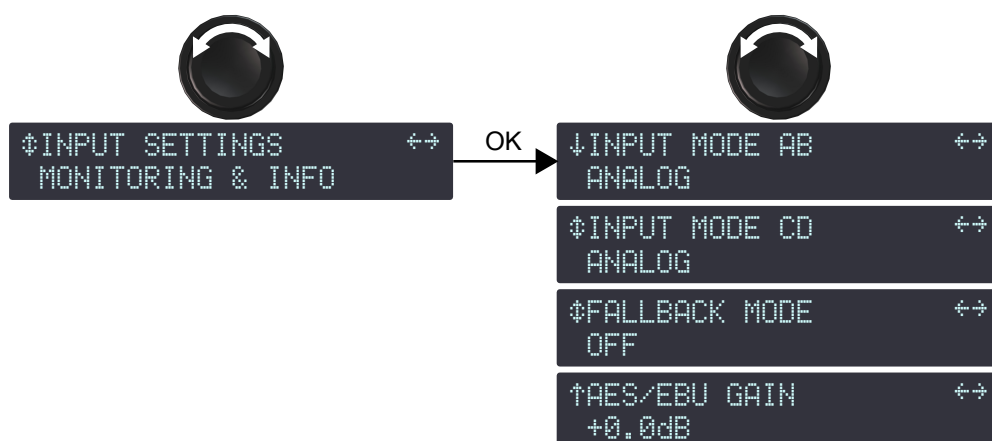 ↕INPUT SETTINGS ↔
MONITORING & INFO
OK
↓INPUT MODE AB ↔
ANALOG
↕INPUT MODE CD ↔
ANALOG
↕FALLBACK MODE ↔
OFF
↑AES/EBU GAIN ↔
+0.0dB